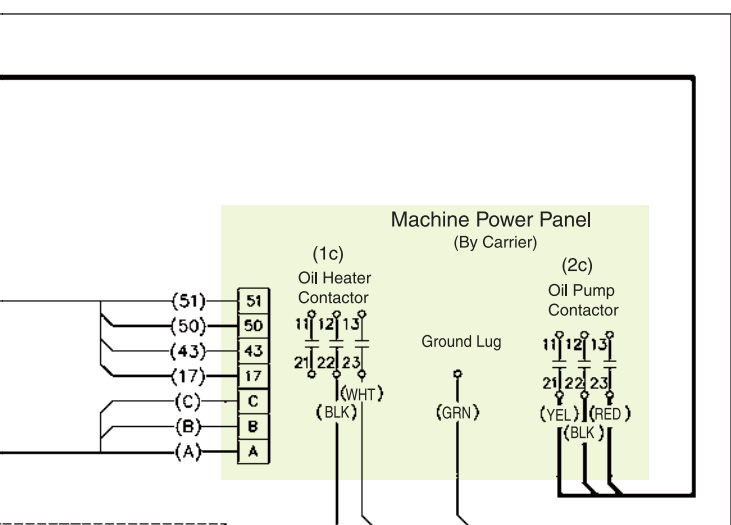 Machine Power Panel
(By Carrier)
(1c)
Oil Heater
Contactor
11 12 13
21 22 23
(WHT)
(BLK)
Ground Lug
(GRN)
(2c)
Oil Pump
Contactor
11 12 13
21 22 23
(YEL) (RED)
(BLK)
(51) 51
(50) 50
(43) 43
(17) 17
(C) C
(B) B
(A) A